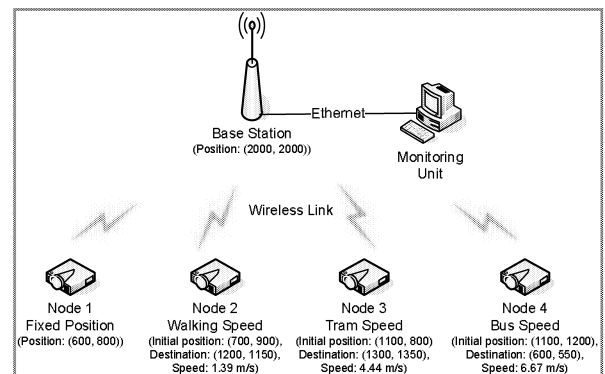 Ethernet
Base Station
(Position: (2000, 2000))
Monitoring
Unit
Wireless Link
Node 1
Fixed Position
(Position: (600, 800))
Node 2
Walking Speed
(Initial position: (700, 900),
Destination: (1200, 1150),
Speed: 1.39 m/s)
Node 3
Tram Speed
(Initial position: (1100, 800)
Destination: (1300, 1350),
Speed: 4.44 m/s)
Node 4
Bus Speed
(Initial position: (1100, 1200),
Destination: (600, 550),
Speed: 6.67 m/s)